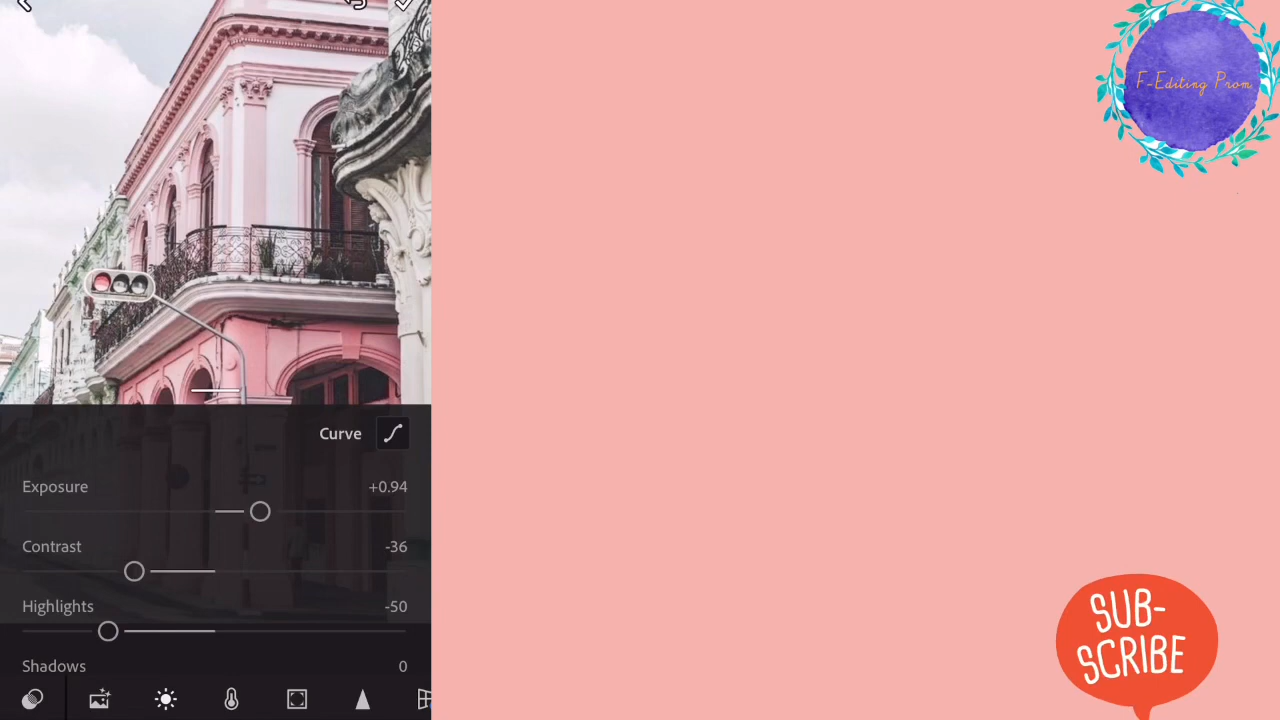 F-Editing Prom
Curve
Exposure +0.94
Contrast -36
Highlights -50
Shadows 0
SUB-
SCRIBE